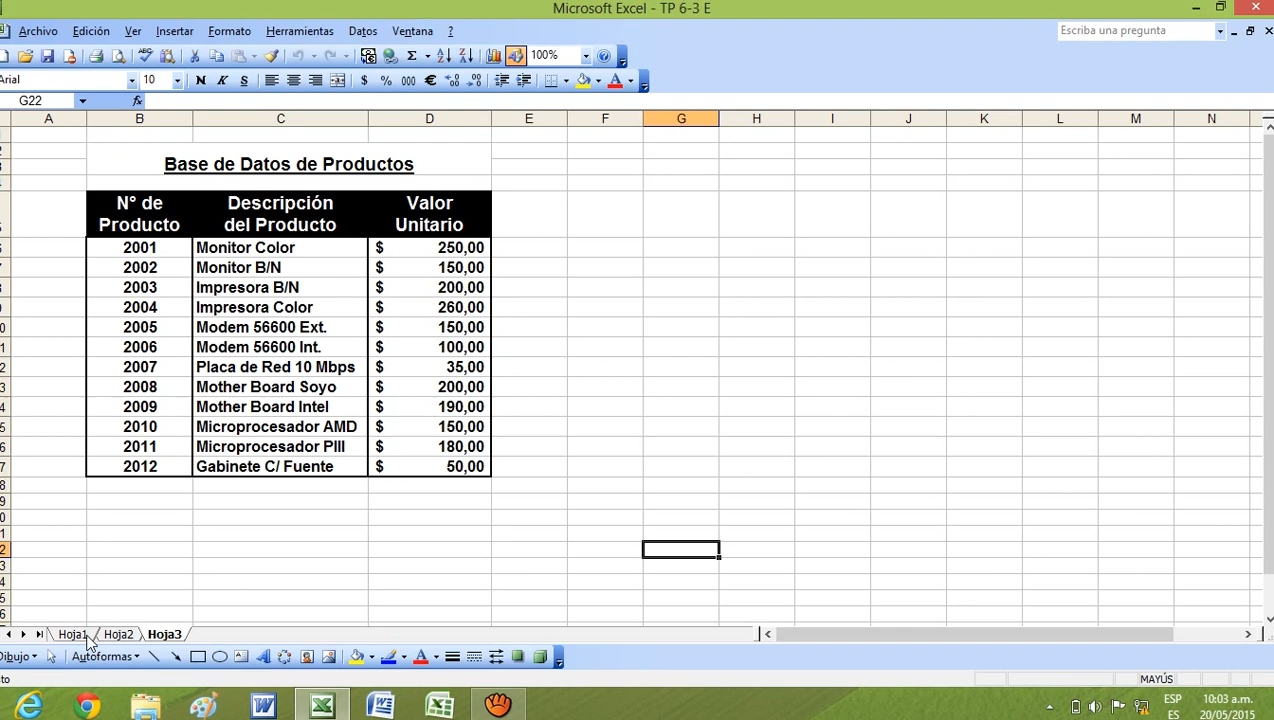 Microsoft Excel - TP 6-3 E
Archivo Edición Ver Insertar Formato Herramientas Datos Ventana ? Escriba una pregunta
100%
Arial 10 N K S $ % 000 €
G22 fx
A B C D E F G H I J K L M N
Base de Datos de Productos
N° de Descripción Valor
Producto del Producto Unitario
2001 Monitor Color $ 250,00
2002 Monitor B/N $ 150,00
2003 Impresora B/N $ 200,00
2004 Impresora Color $ 260,00
2005 Modem 56600 Ext. $ 150,00
2006 Modem 56600 Int. $ 100,00
2007 Placa de Red 10 Mbps $ 35,00
2008 Mother Board Soyo $ 200,00
2009 Mother Board Intel $ 190,00
2010 Microprocesador AMD $ 150,00
2011 Microprocesador PIII $ 180,00
2012 Gabinete C/ Fuente $ 50,00
Hoja1 Hoja2 Hoja3
Dibujo Autoformas
MAYÚS
ESP 10:03 a.m.
ES 20/05/2015